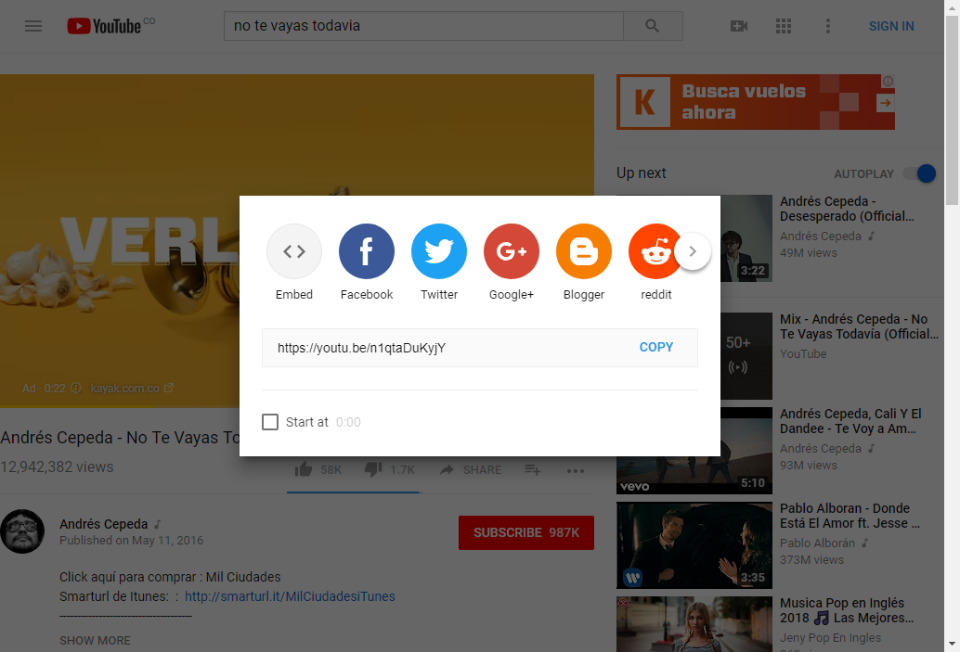 YouTube CO
no te vayas todavia
SIGN IN
VERL
Ad · 0:22
kayak.com.co
K
Busca vuelos
ahora
Up next
AUTOPLAY
Embed
Facebook
Twitter
Google+
Blogger
reddit
https://youtu.be/n1qtaDuKyjY
COPY
Start at
0:00
Andrés Cepeda - No Te Vayas To
12,942,382 views
58K
1.7K
SHARE
Andrés Cepeda
Published on May 11, 2016
SUBSCRIBE 987K
Click aquí para comprar : Mil Ciudades
Smarturl de Itunes: : http://smarturl.it/MilCiudadesiTunes
SHOW MORE
3:22
Andrés Cepeda -
Desesperado (Official...
Andrés Cepeda
49M views
50+
Mix - Andrés Cepeda - No
Te Vayas Todavía (Official...
YouTube
vevo
5:10
Andrés Cepeda, Cali Y El
Dandee - Te Voy a Am...
Andrés Cepeda
93M views
3:35
Pablo Alboran - Donde
Está El Amor ft. Jesse ...
Pablo Alborán
373M views
Musica Pop en Inglés
2018 🎵 Las Mejores...
Jeny Pop En Ingles